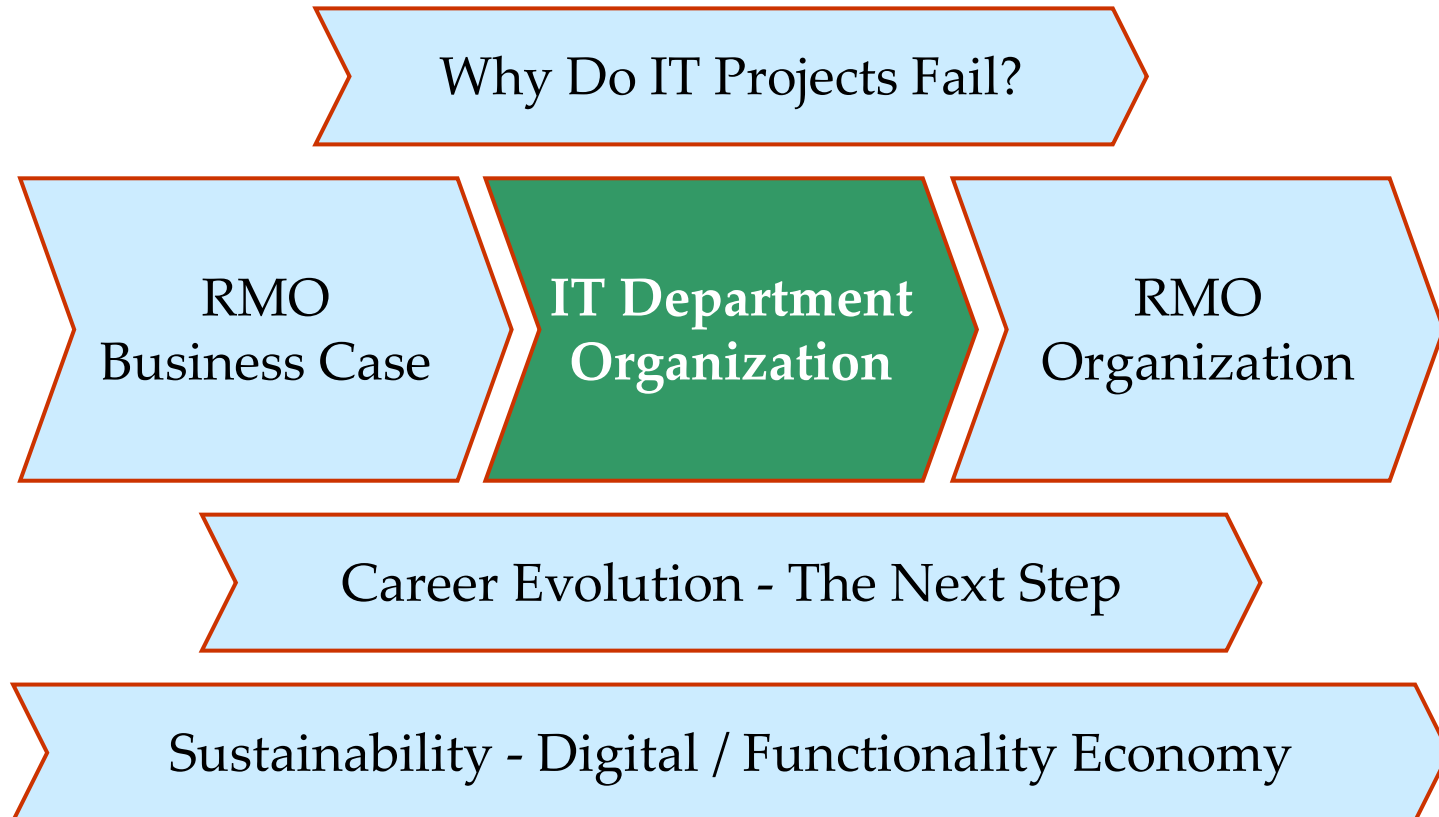 Why Do IT Projects Fail?
RMO
Business Case
IT Department
Organization
RMO
Organization
Career Evolution - The Next Step
Sustainability - Digital / Functionality Economy